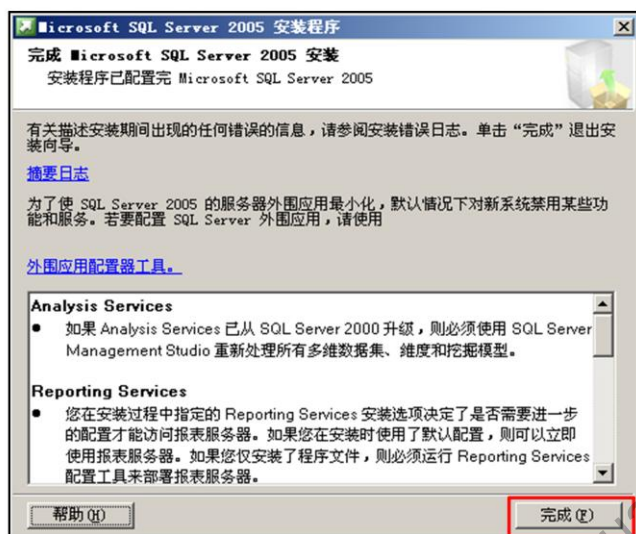 Microsoft SQL Server 2005 安装程序
完成 Microsoft SQL Server 2005 安装
安装程序已配置完 Microsoft SQL Server 2005
有关描述安装期间出现的任何错误的信息，请参阅安装错误日志。单击“完成”退出安
装向导。
摘要日志
为了使 SQL Server 2005 的服务器外围应用最小化，默认情况下对新系统禁用某些功
能和服务。若要配置 SQL Server 外围应用，请使用
外围应用配置器工具。
Analysis Services
● 如果 Analysis Services 已从 SQL Server 2000 升级，则必须使用 SQL Server
Management Studio 重新处理所有多维数据集、维度和挖掘模型。
Reporting Services
● 您在安装过程中指定的 Reporting Services 安装选项决定了是否需要进一步
的配置才能访问报表服务器。如果您在安装时使用了默认配置，则可以立即
使用报表服务器。如果您仅安装了程序文件，则必须运行 Reporting Services
配置工具来部署报表服务器。
帮助(H)
完成(F)